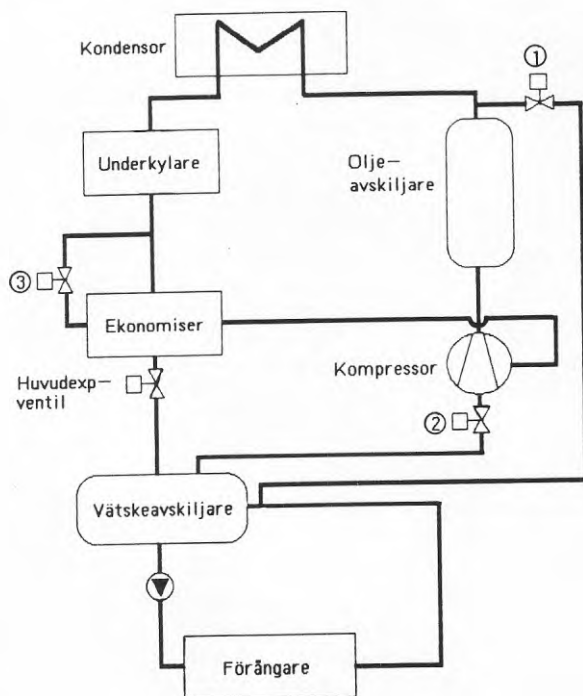 Kondensor
①
Underkylare
Olje-
avskiljare
③
Ekonomiser
Kompressor
Huvudexp-
ventil
②
Vätskeavskiljare
Förångare